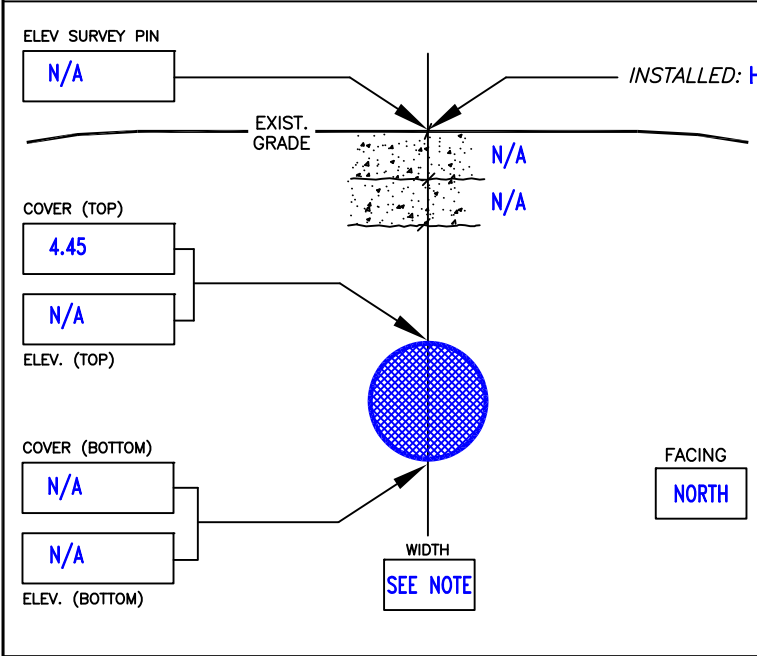 ELEV SURVEY PIN
N/A
INSTALLED: H
EXIST.
GRADE
N/A
N/A
COVER (TOP)
4.45
N/A
ELEV. (TOP)
COVER (BOTTOM)
N/A
N/A
ELEV. (BOTTOM)
FACING
NORTH
WIDTH
SEE NOTE